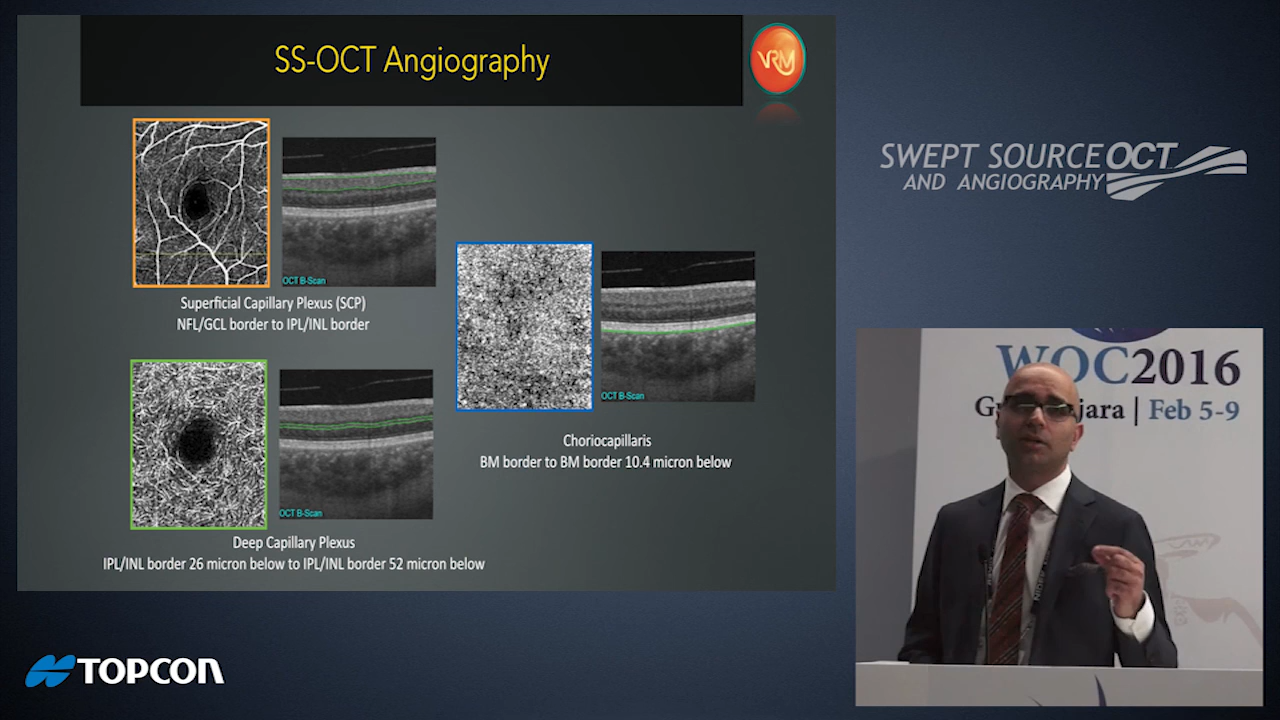 SS-OCT Angiography
VRM
OCT B-Scan
Superficial Capillary Plexus (SCP)
NFL/GCL border to IPL/INL border
OCT B-Scan
Choriocapillaris
BM border to BM border 10.4 micron below
OCT B-Scan
Deep Capillary Plexus
IPL/INL border 26 micron below to IPL/INL border 52 micron below
SWEPT SOURCE OCT
AND ANGIOGRAPHY
WOC2016
jara | Feb 5-9
TOPCON